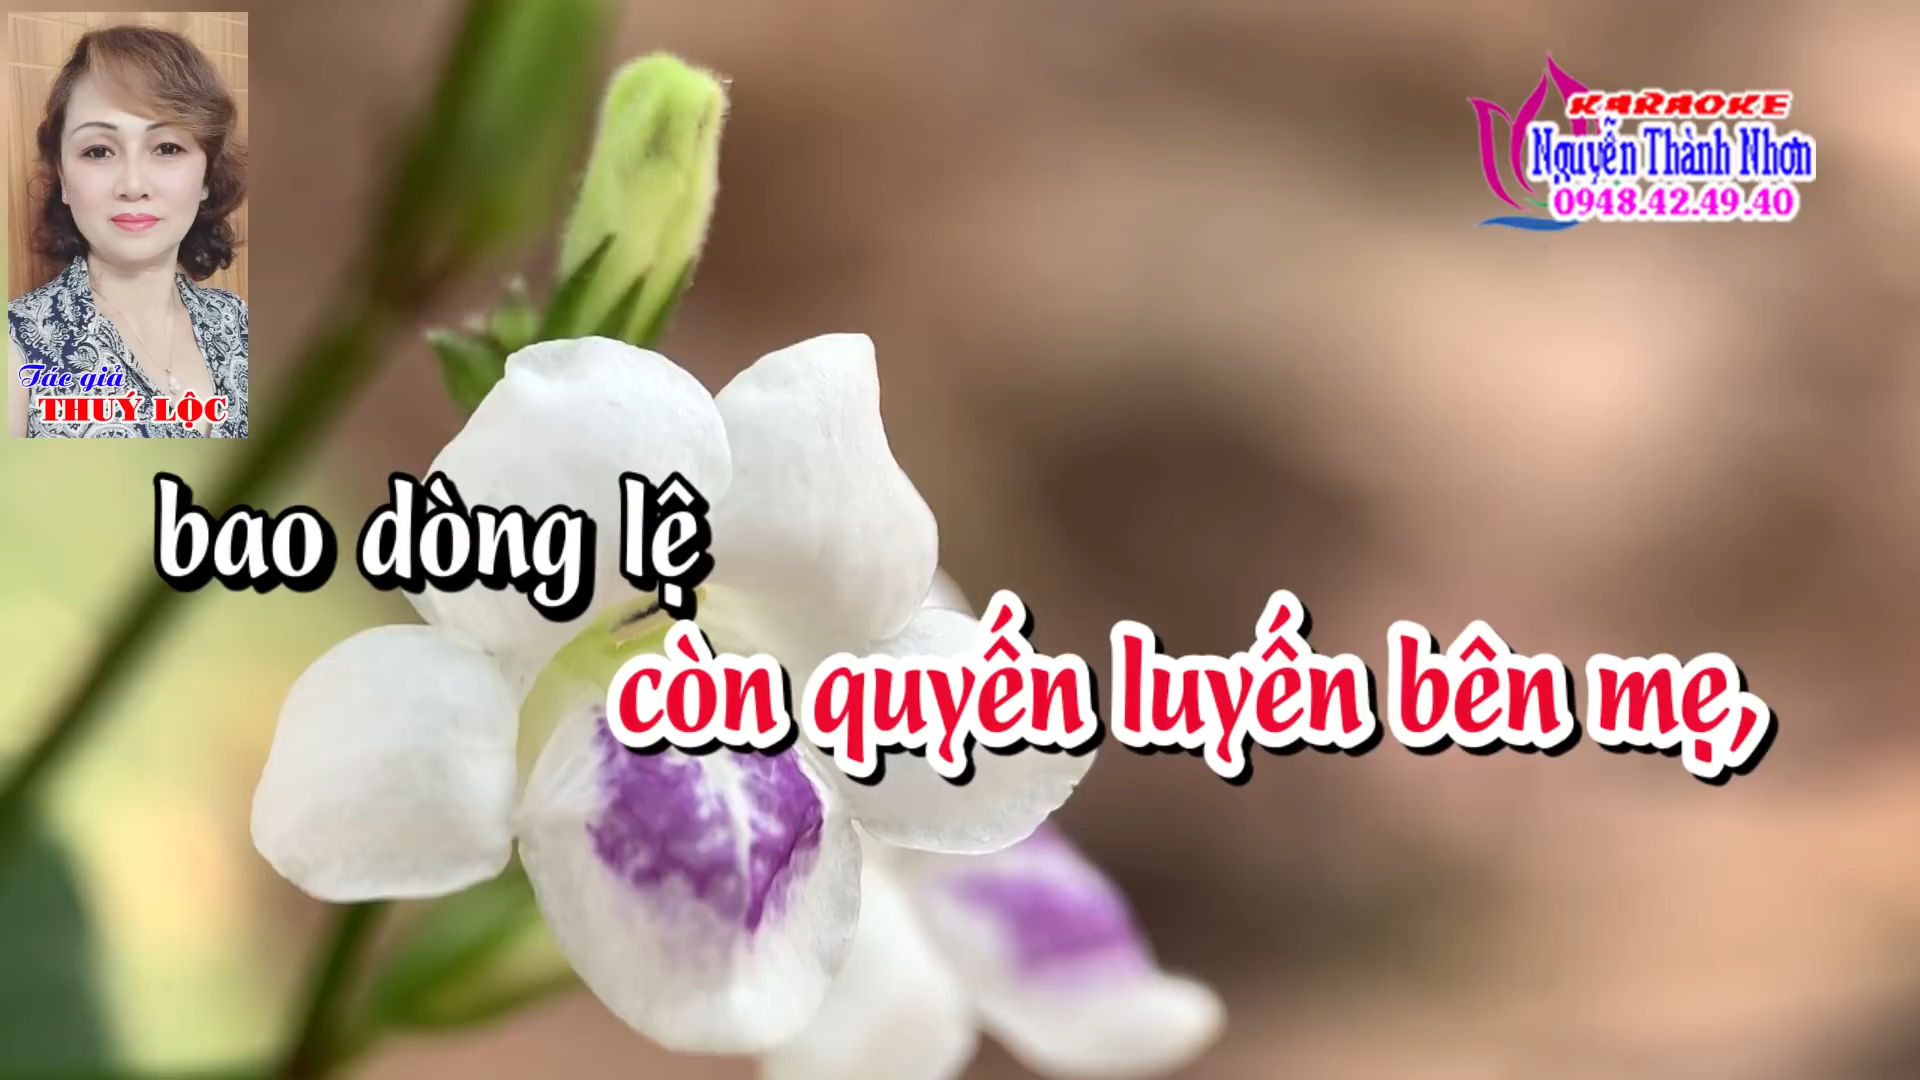 KARAOKE
Nguyễn Thành Nhơn
0948.42.49.40
Tác giả
THUÝ LỘC
bao dòng lệ
còn quyến luyến bên mẹ,